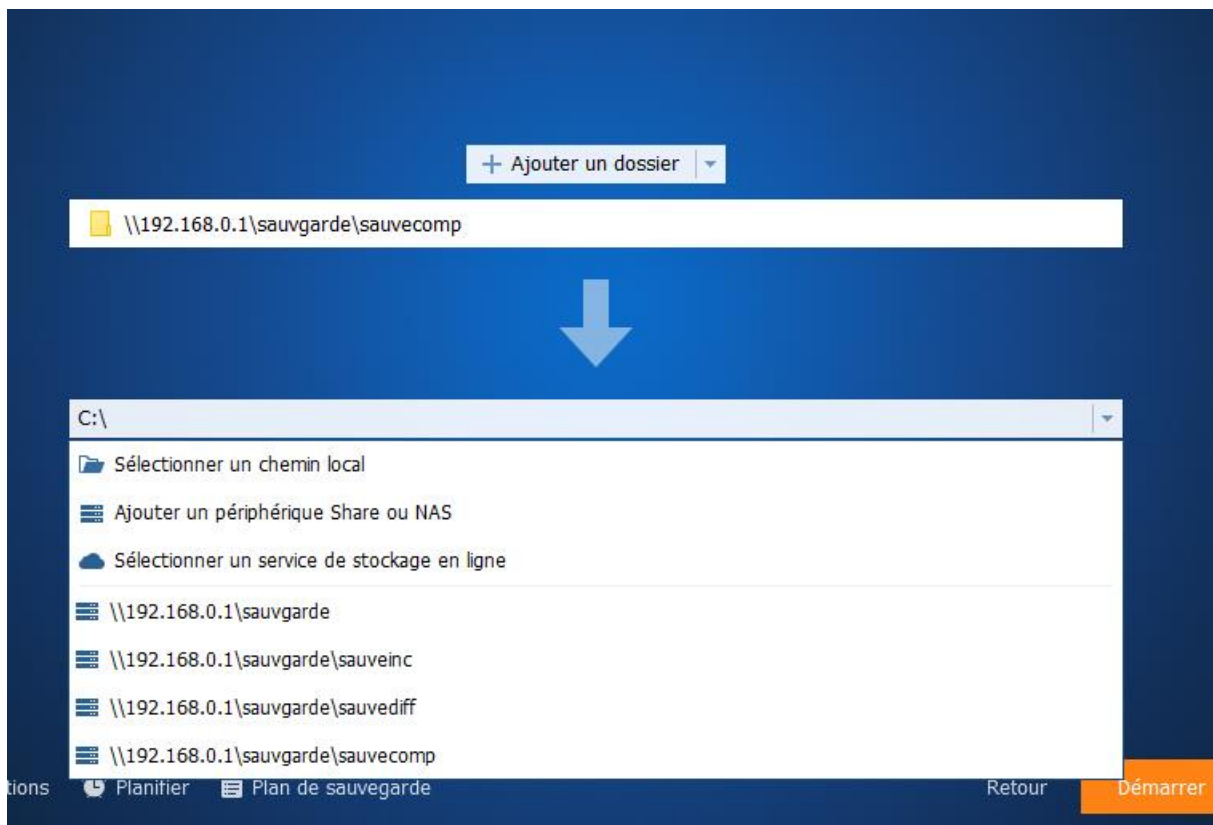 + Ajouter un dossier
\\192.168.0.1\sauvgarde\sauvecomp
C:\
Sélectionner un chemin local
Ajouter un périphérique Share ou NAS
Sélectionner un service de stockage en ligne
\\192.168.0.1\sauvgarde
\\192.168.0.1\sauvgarde\sauveinc
\\192.168.0.1\sauvgarde\sauvediff
\\192.168.0.1\sauvgarde\sauvecomp
tions Planifier Plan de sauvegarde Retour Démarrer